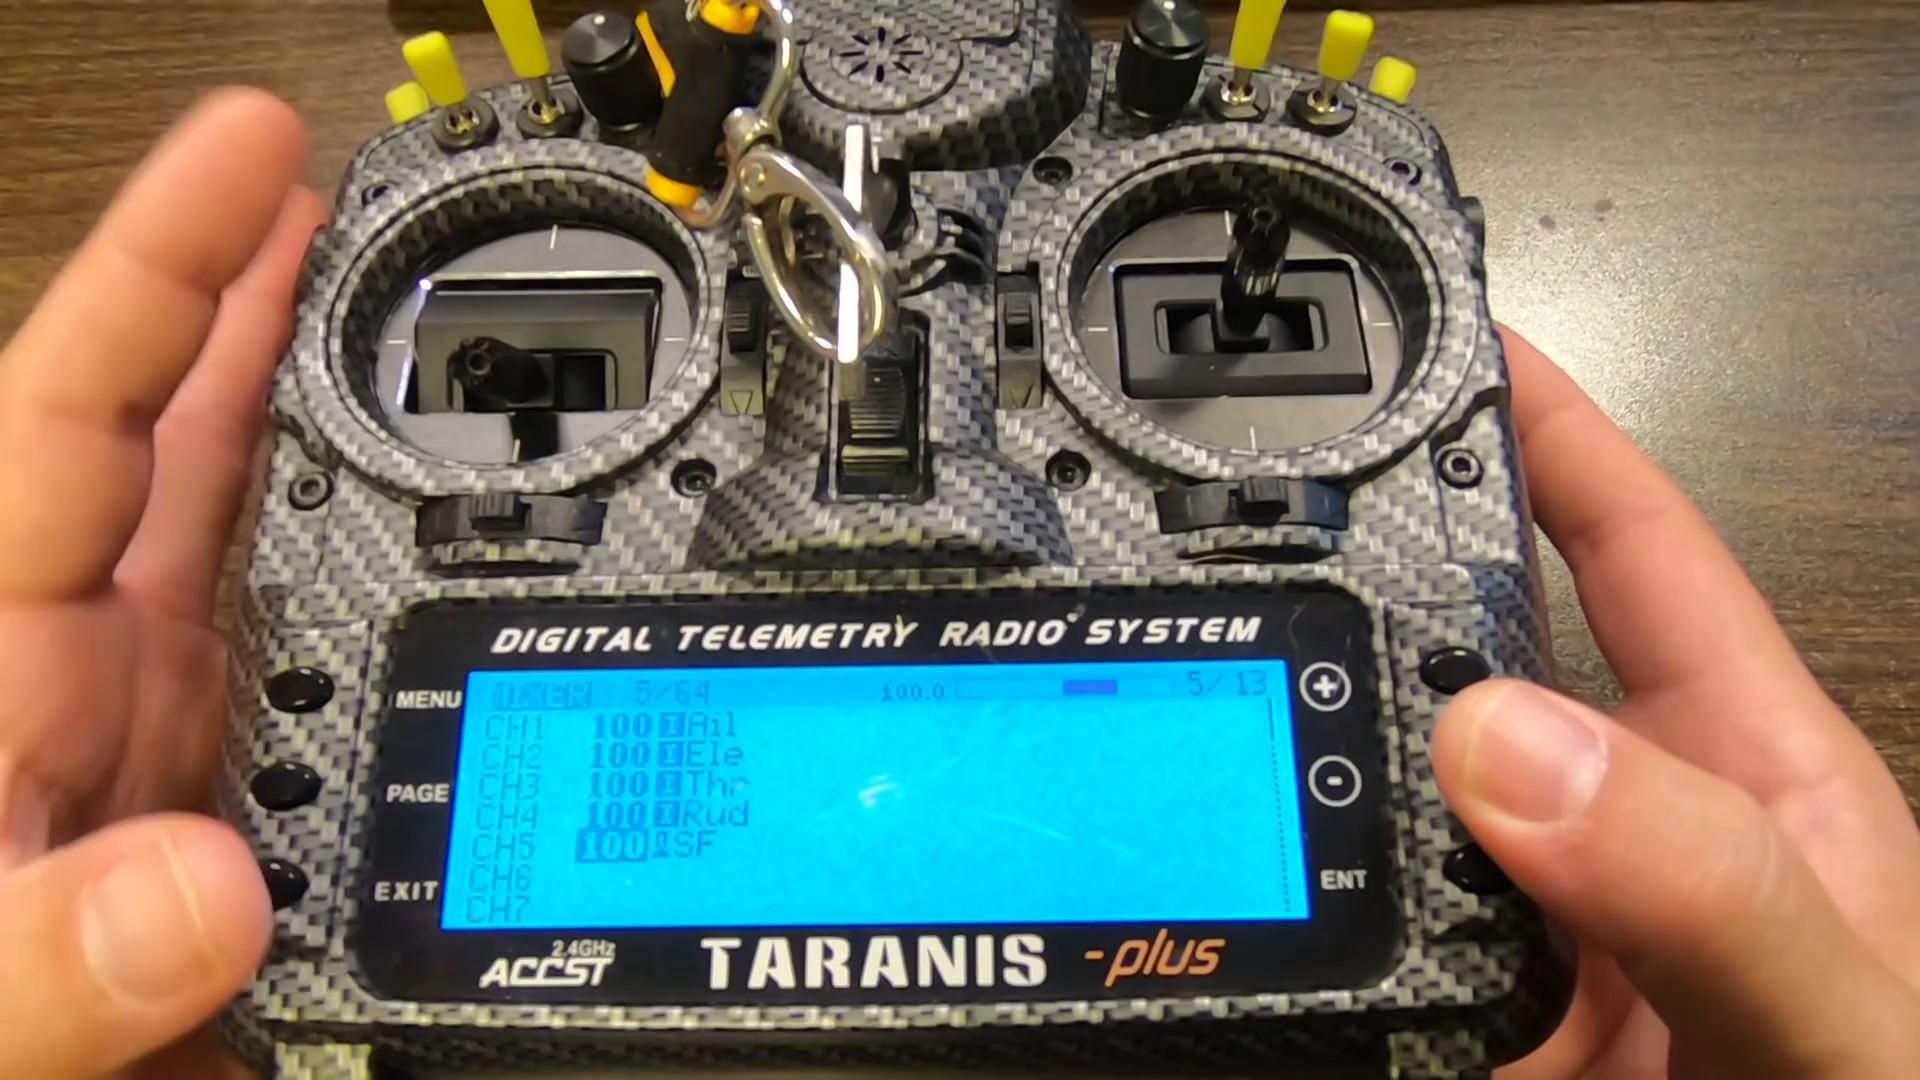 DIGITAL TELEMETRY RADIO SYSTEM
MENU
PAGE
EXIT
MIXER 5/64 100.0 5/13
CH1 100 I Ail
CH2 100 I Ele
CH3 100 I Thr
CH4 100 I Rud
CH5 100 SF
CH6
CH7
+
-
ENT
2.4GHz
ACCST
TARANIS -plus